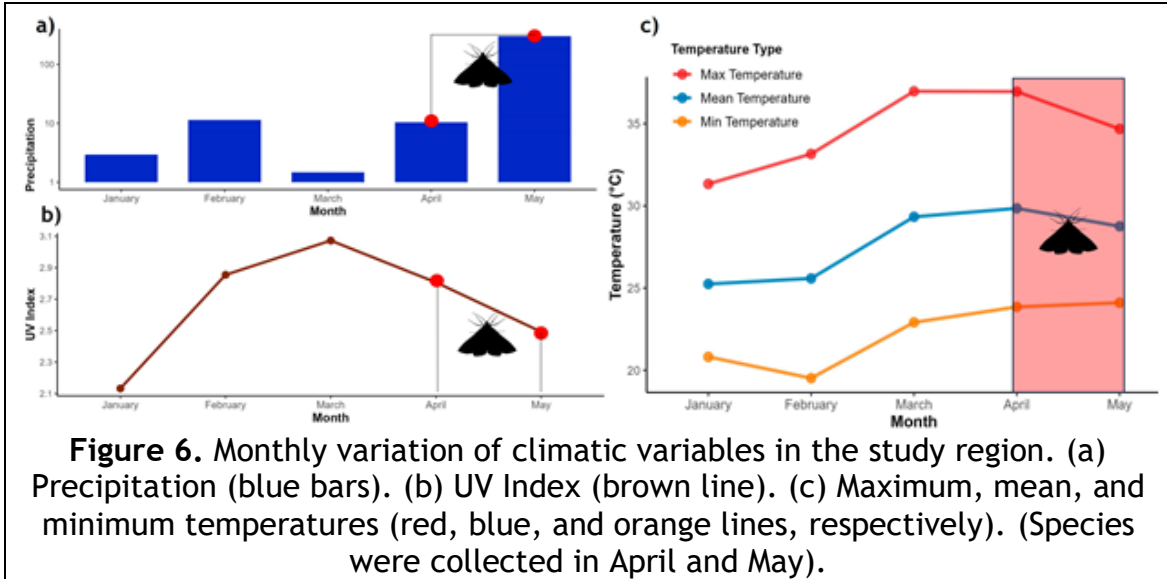 a)
100
10
1
Precipitation
January February March April May
Month
b)
3.1
2.9
2.7
2.5
2.3
2.1
UV Index
January February March April May
Month
c)
Temperature Type
Max Temperature
Mean Temperature
Min Temperature
35
30
25
20
Temperature (°C)
January February March April May
Month
Figure 6. Monthly variation of climatic variables in the study region. (a)
Precipitation (blue bars). (b) UV Index (brown line). (c) Maximum, mean, and
minimum temperatures (red, blue, and orange lines, respectively). (Species
were collected in April and May).